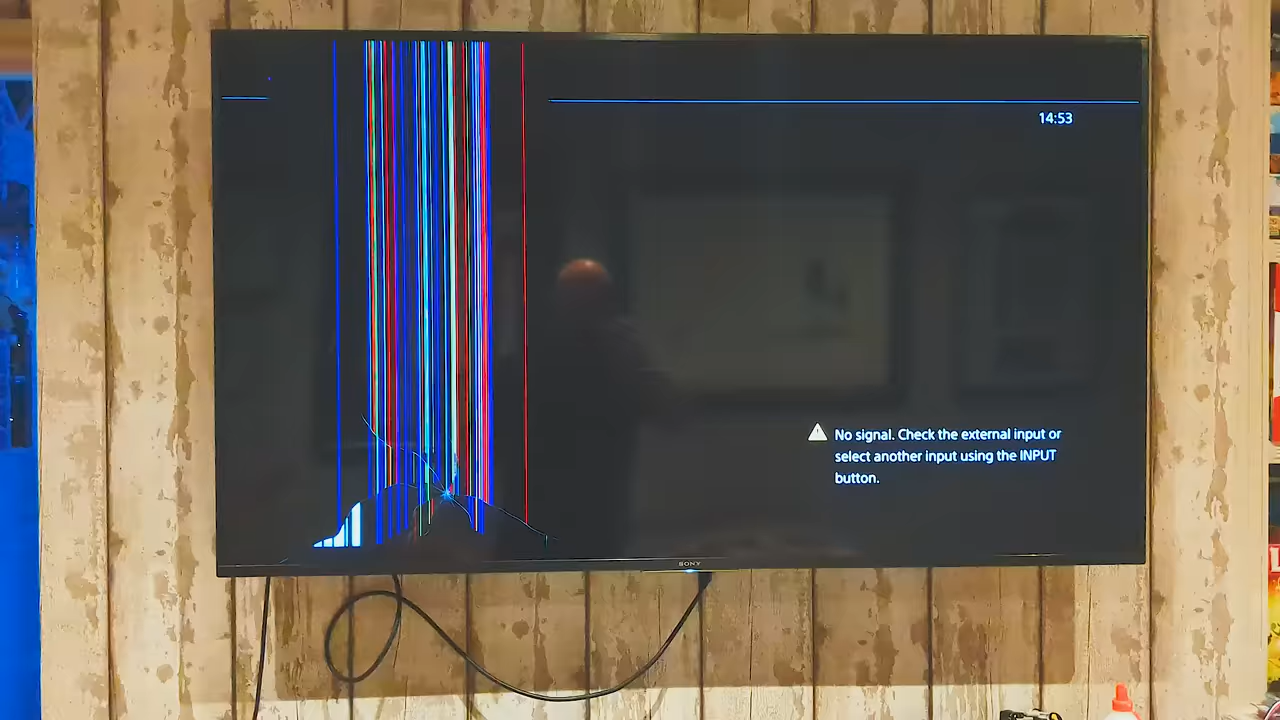 14:53
No signal. Check the external input or
select another input using the INPUT
button.
SONY